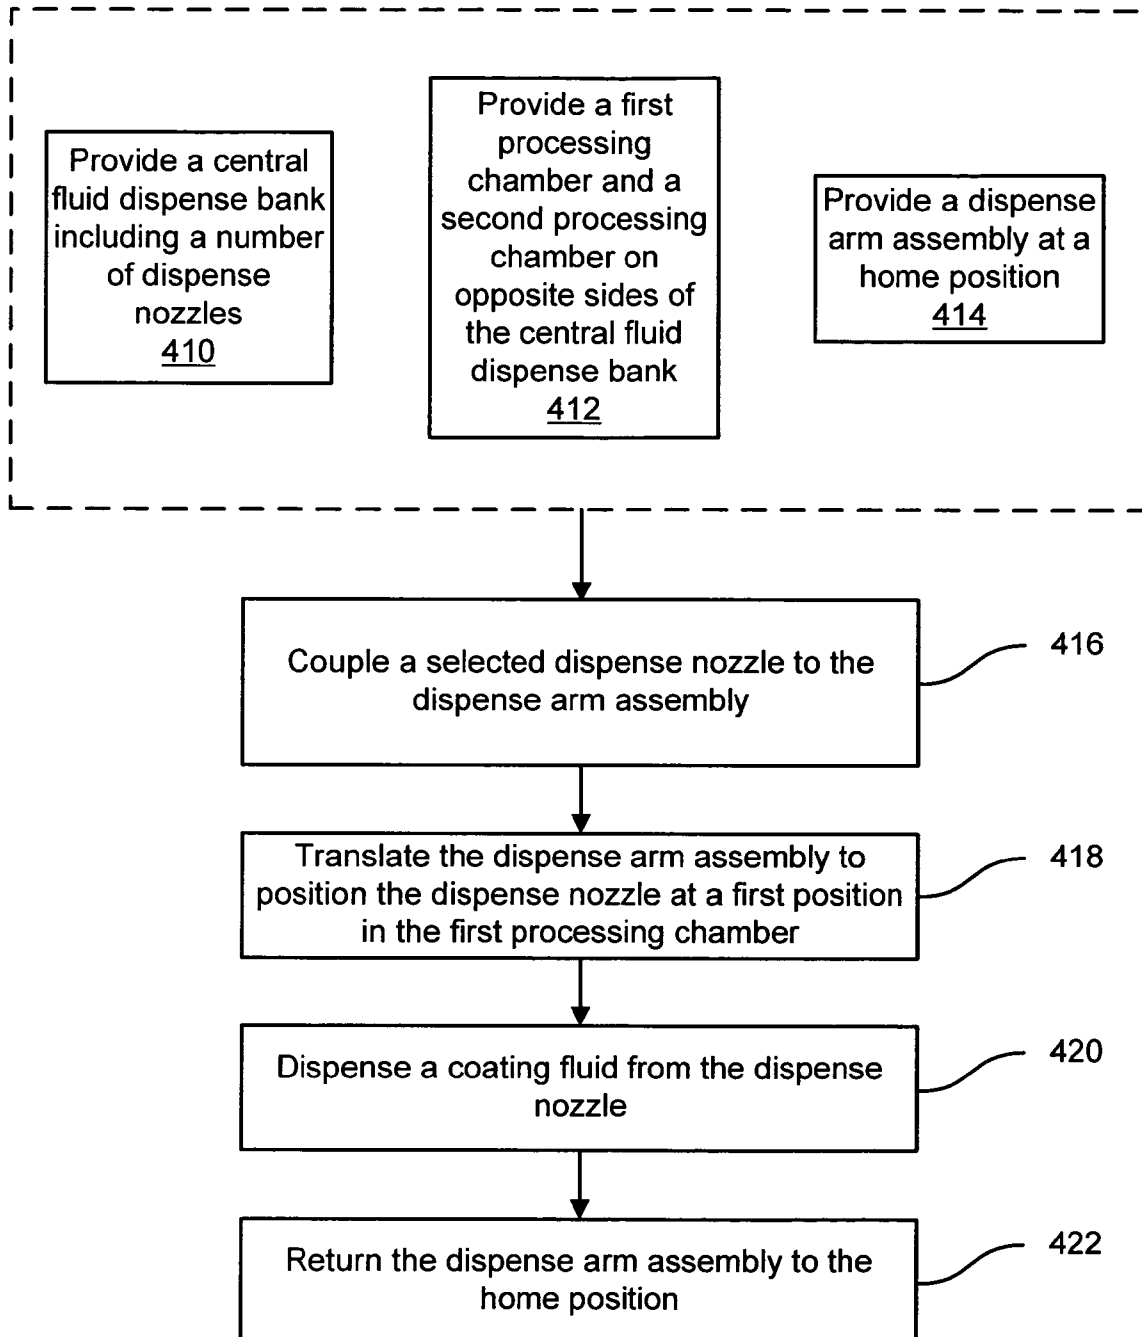 Provide a central
fluid dispense bank
including a number
of dispense
nozzles
410
Provide a first
processing
chamber and a
second processing
chamber on
opposite sides of
the central fluid
dispense bank
412
Provide a dispense
arm assembly at a
home position
414
Couple a selected dispense nozzle to the
dispense arm assembly
416
Translate the dispense arm assembly to
position the dispense nozzle at a first position
in the first processing chamber
418
Dispense a coating fluid from the dispense
nozzle
420
Return the dispense arm assembly to the
home position
422